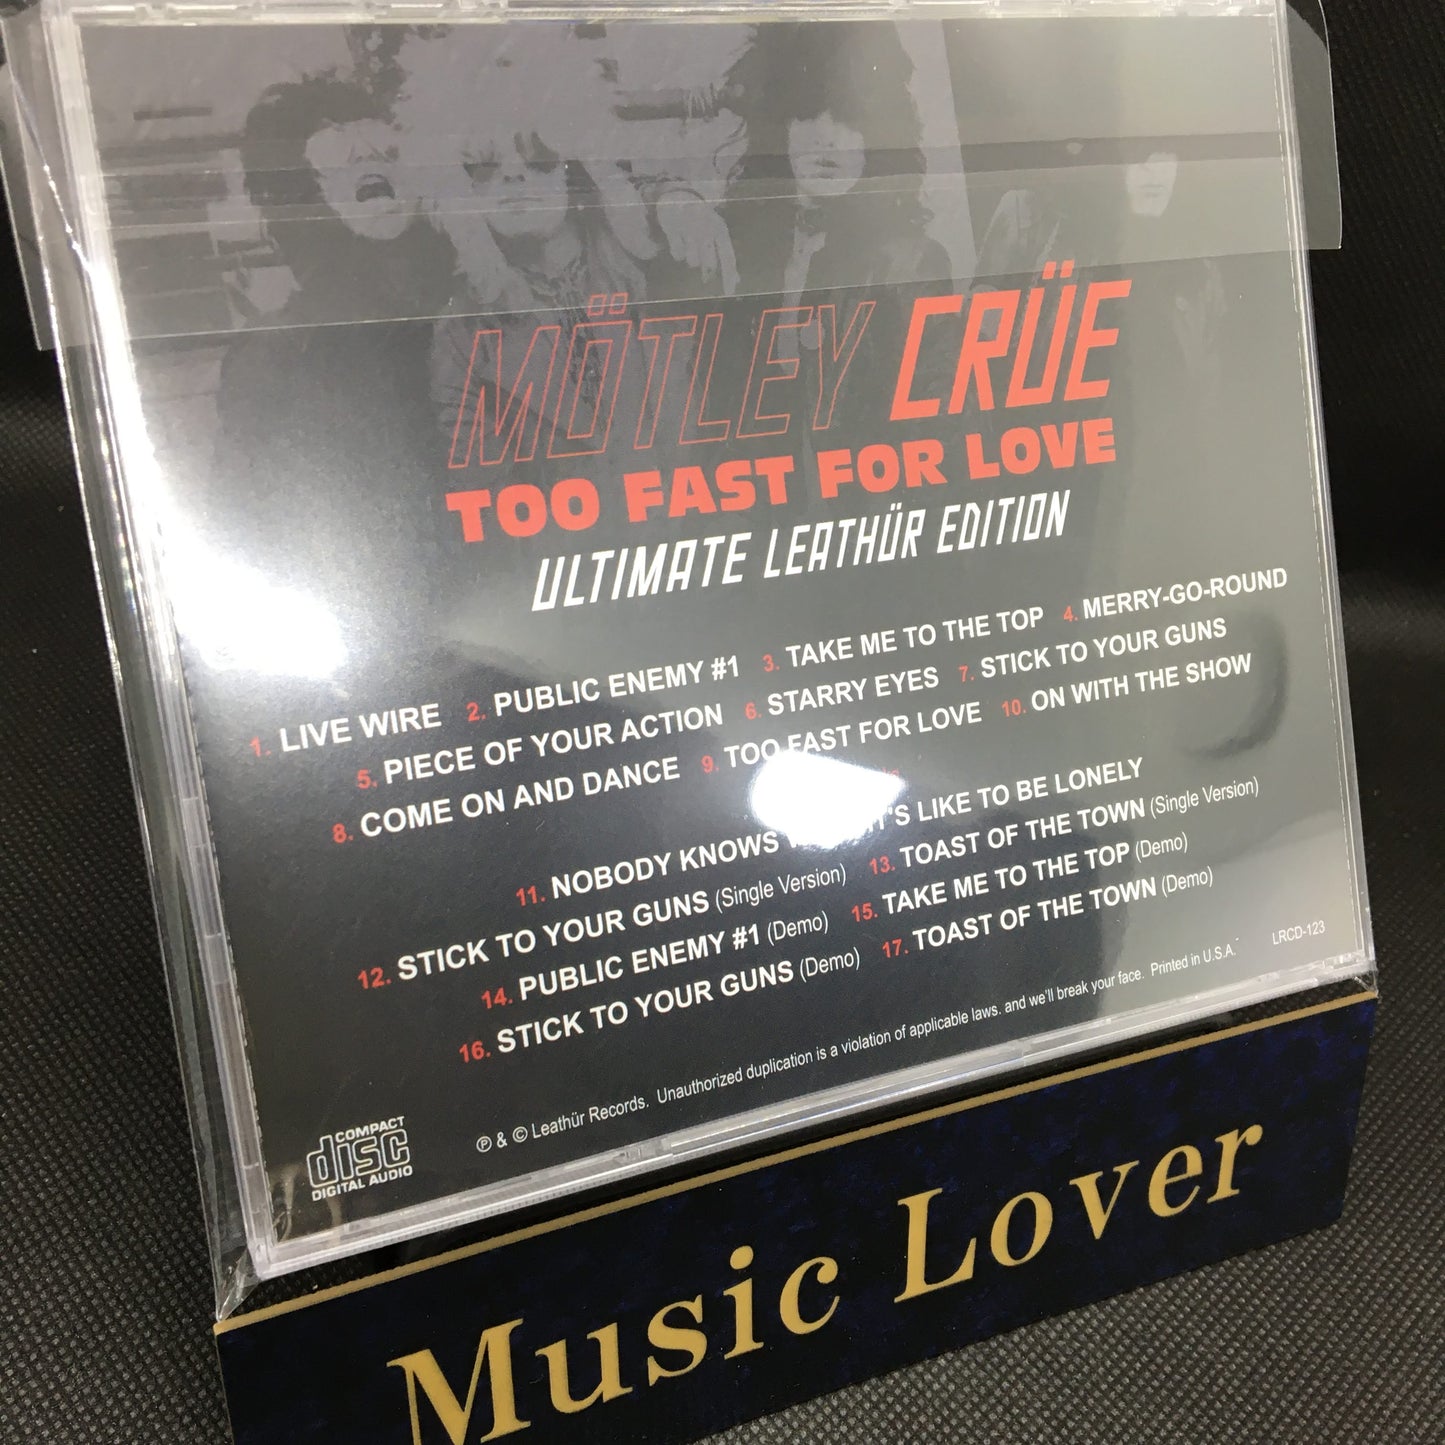 MÖTLEY CRÜE
TOO FAST FOR LOVE
ULTIMATE LEATHÜR EDITION
1. LIVE WIRE 2. PUBLIC ENEMY #1 3. TAKE ME TO THE TOP 4. MERRY-GO-ROUND
5. PIECE OF YOUR ACTION 6. STARRY EYES 7. STICK TO YOUR GUNS
8. COME ON AND DANCE 9. TOO FAST FOR LOVE 10. ON WITH THE SHOW
11. NOBODY KNOWS IT'S LIKE TO BE LONELY
12. STICK TO YOUR GUNS (Single Version) 13. TOAST OF THE TOWN (Single Version)
14. PUBLIC ENEMY #1 (Demo) 15. TAKE ME TO THE TOP (Demo)
16. STICK TO YOUR GUNS (Demo) 17. TOAST OF THE TOWN (Demo)
LRCD-123
℗ & © Leathür Records. Unauthorized duplication is a violation of applicable laws. and we'll break your face. Printed in U.S.A.
COMPACT
disc
DIGITAL AUDIO
Music Lover